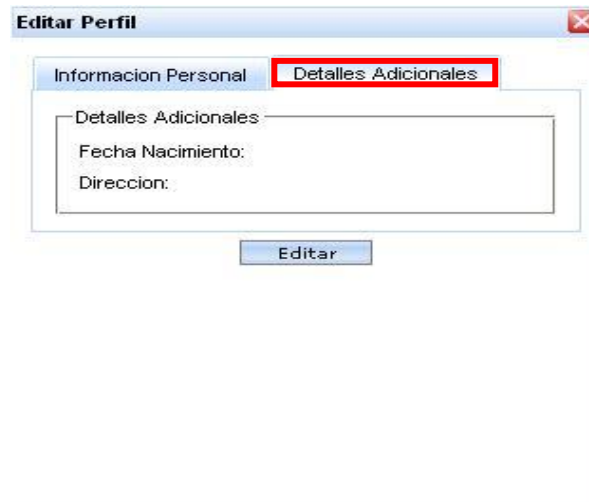 Editar Perfil
Informacion Personal
Detalles Adicionales
Detalles Adicionales
Fecha Nacimiento:
Direccion:
Editar